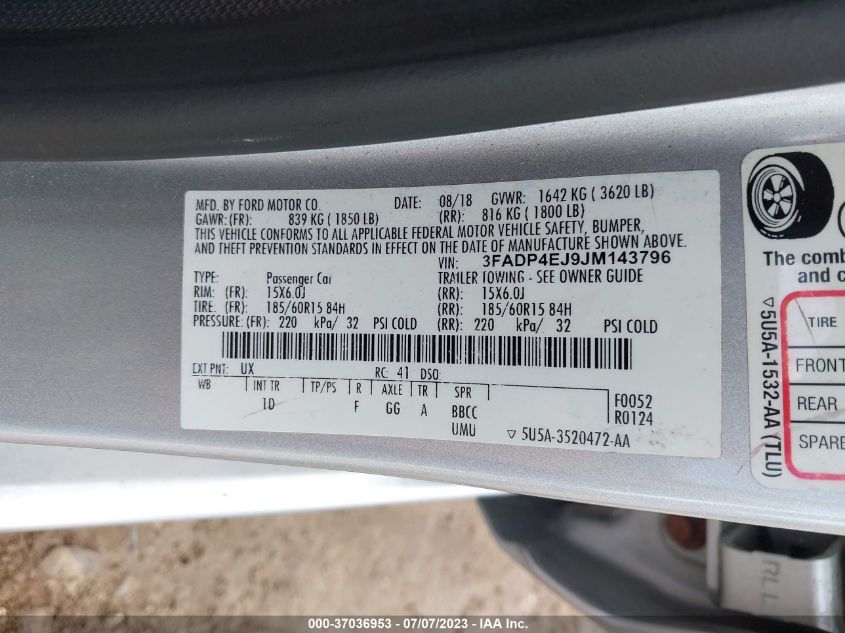 MFD. BY FORD MOTOR CO. DATE: 08/18 GVWR: 1642 KG ( 3620 LB)
GAWR:(FR): 839 KG (1850 LB) (RR): 816 KG (1800 LB)
THIS VEHICLE CONFORMS TO ALL APPLICABLE FEDERAL MOTOR VEHICLE SAFETY, BUMPER,
AND THEFT PREVENTION STANDARDS IN EFFECT ON THE DATE OF MANUFACTURE SHOWN ABOVE.
VIN: 3FADP4EJ9JM143796
TYPE: Passenger Car TRAILER TOWING - SEE OWNER GUIDE
RIM: (FR): 15X6.0J (RR): 15X6.0J
TIRE: (FR): 185/60R15 84H (RR): 185/60R15 84H
PRESSURE: (FR): 220 kPa/ 32 PSI COLD (RR): 220 kPa/ 32 PSI COLD
EXT PNT: UX RC: 41 DSO:
WB INT TR TP/PS R AXLE TR SPR F0052
1D F GG A BBCC R0124
UMU ▽ 5U5A-3520472-AA
The comb
and c
TIRE
FRONT
REAR
SPARE
▽5U5A-1532-AA (TLU)
RLL
000-37036953 - 07/07/2023 - IAA Inc.